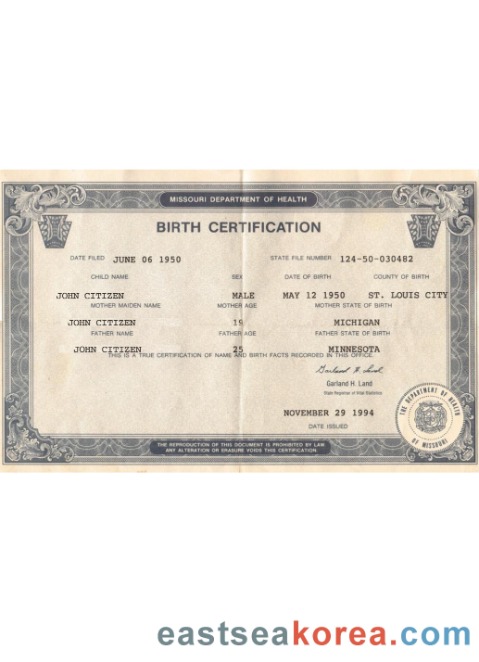 MISSOURI DEPARTMENT OF HEALTH
BIRTH CERTIFICATION
DATE FILED JUNE 06 1950 STATE FILE NUMBER 124-50-030482
CHILD NAME SEX DATE OF BIRTH COUNTY OF BIRTH
JOHN CITIZEN MALE MAY 12 1950 ST. LOUIS CITY
MOTHER MAIDEN NAME MOTHER AGE MOTHER STATE OF BIRTH
JOHN CITIZEN 19 MICHIGAN
FATHER NAME FATHER AGE FATHER STATE OF BIRTH
JOHN CITIZEN 25 MINNESOTA
THIS IS A TRUE CERTIFICATION OF NAME AND BIRTH FACTS RECORDED IN THIS OFFICE.
Garland H. Land
Garland H. Land
State Registrar of Vital Statistics
NOVEMBER 29 1994
DATE ISSUED
THE DEPARTMENT OF HEALTH
OF MISSOURI
THE REPRODUCTION OF THIS DOCUMENT IS PROHIBITED BY LAW
ANY ALTERATION OR ERASURE VOIDS THIS CERTIFICATION
eastseakorea.com